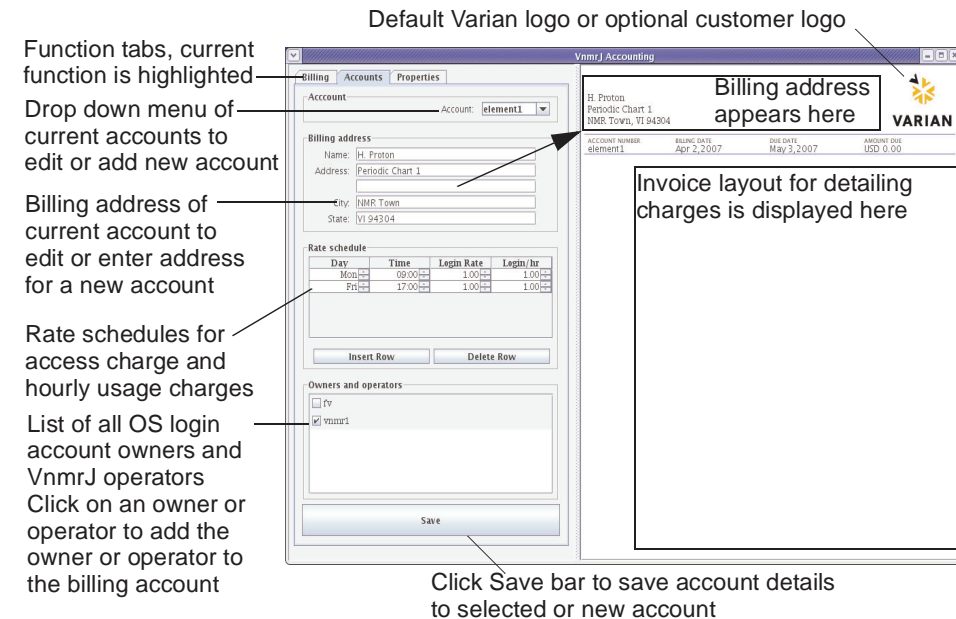 Default Varian logo or optional customer logo
Function tabs, current
function is highlighted
Drop down menu of
current accounts to
edit or add new account
Billing address of
current account to
edit or enter address
for a new account
Rate schedules for
access charge and
hourly usage charges
List of all OS login
account owners and
VnmrJ operators
Click on an owner or
operator to add the
owner or operator to
the billing account
VnmrJ Accounting
Billing Accounts Properties
Acccount
Account: element1
Billing address
Name: H. Proton
Address: Periodic Chart 1
City: NMR Town
State: VI 94304
Rate schedule
Day Time Login Rate Login/hr
Mon 09:00 1.00 1.00
Fri 17:00 1.00 1.00
Insert Row Delete Row
Owners and operators
fv
vnmr1
Save
H. Proton
Periodic Chart 1
NMR Town, VI 94304
Billing address
appears here
VARIAN
ACCOUNT NUMBER BILLING DATE DUE DATE AMOUNT DUE
element1 Apr 2,2007 May 3,2007 USD 0.00
Invoice layout for detailing
charges is displayed here
Click Save bar to save account details
to selected or new account